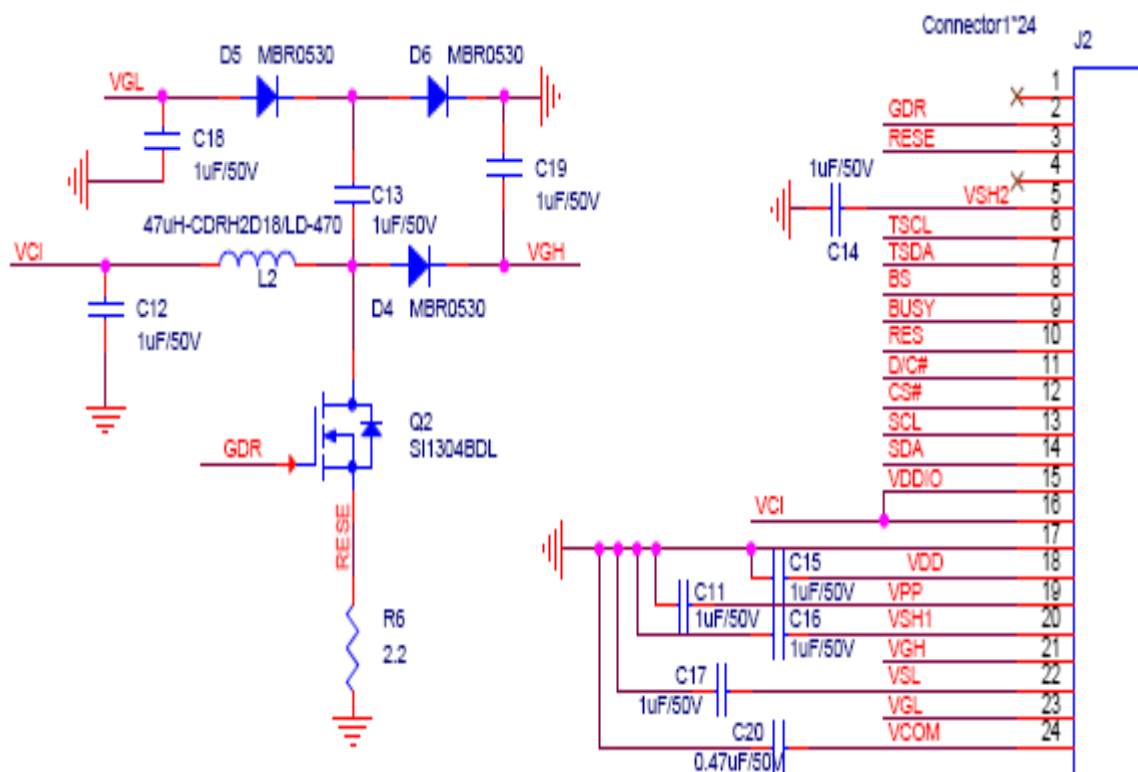 Connector1*24
J2
D5 MBR0530
D6 MBR0530
VGL
C18
1uF/50V
C13
1uF/50V
C19
1uF/50V
47uH-CDRH2D18/LD-470
VCI
L2
VGH
C12
1uF/50V
D4 MBR0530
GDR
Q2
SI1304BDL
RESE
R6
2.2
1
GDR
2
RESE
3
1uF/50V
4
VSH2
5
C14
TSCL
6
TSDA
7
BS
8
BUSY
9
RES
10
D/C#
11
CS#
12
SCL
13
SDA
14
VDDIO
15
VCI
16
17
C15
VDD
18
1uF/50V
C11
VPP
19
1uF/50V
C16
VSH1
20
1uF/50V
VGH
21
C17
VSL
22
1uF/50V
VGL
23
C20
VCOM
24
0.47uF/50V